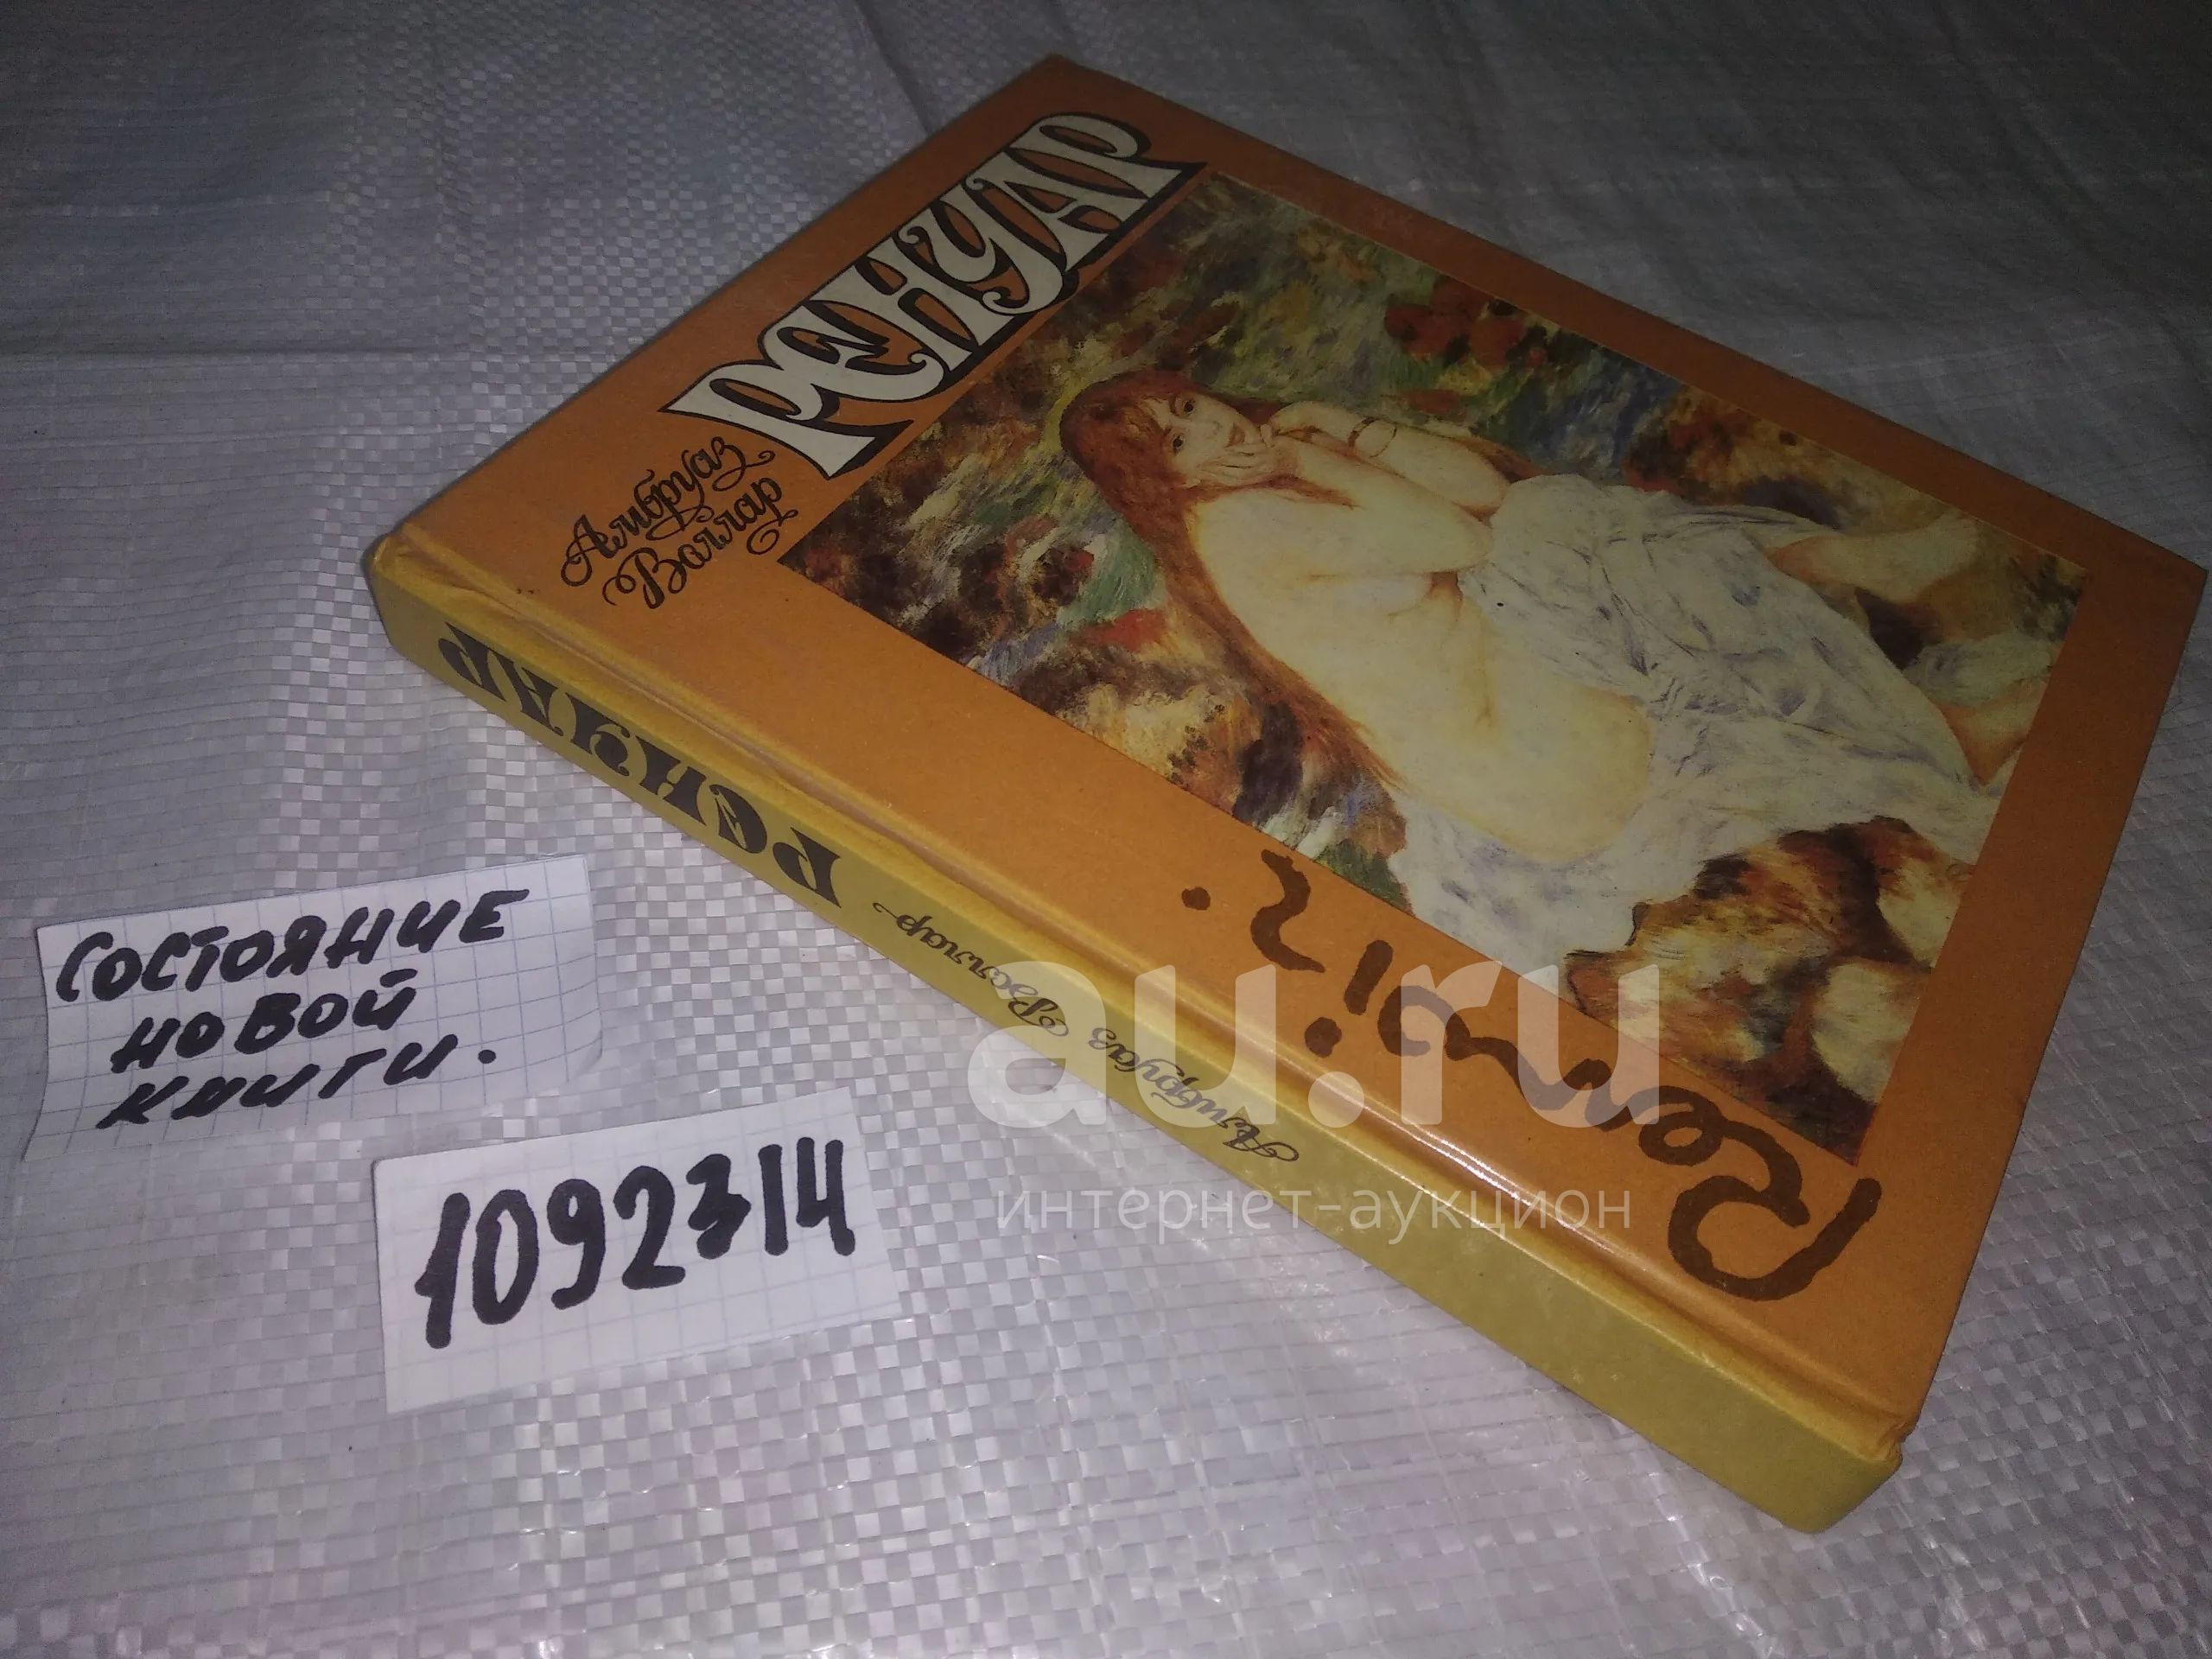 РЕНУАР
Амбруаз
Воллар
Renoir.
РЕНУАР
Амбруаз Воллар
СОСТОЯНИЕ
НОВОЙ
КНИГИ.
1092314
au.ru
интернет-аукцион